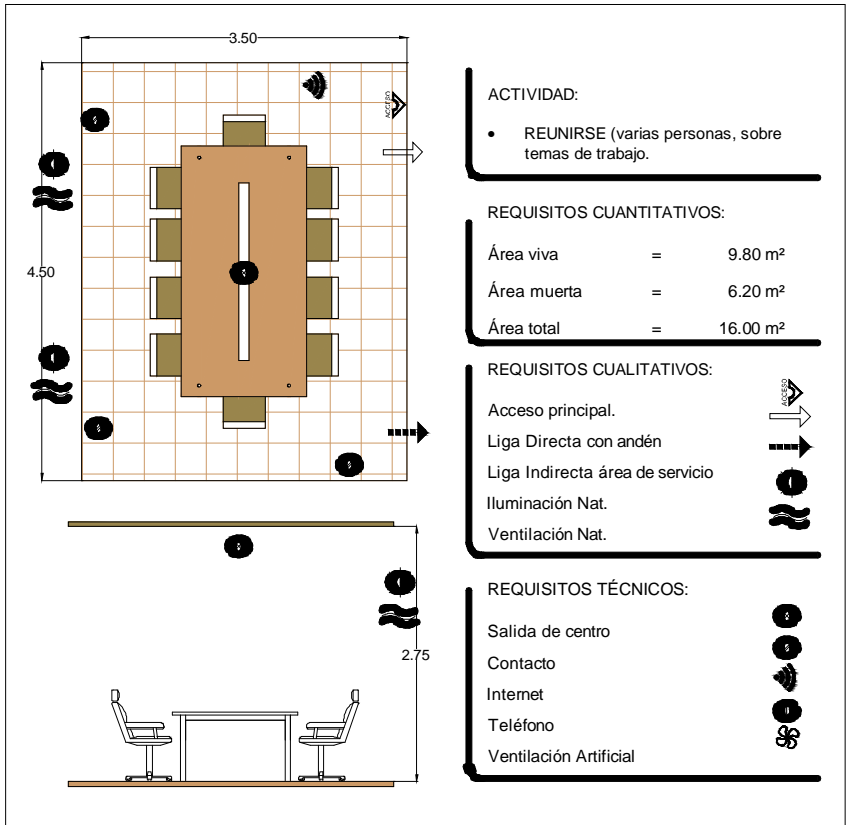 3.50
ACCESO
4.50
2.75
ACTIVIDAD:
• REUNIRSE (varias personas, sobre
temas de trabajo.
REQUISITOS CUANTITATIVOS:
Área viva = 9.80 m²
Área muerta = 6.20 m²
Área total = 16.00 m²
REQUISITOS CUALITATIVOS:
ACCESO
Acceso principal.
Liga Directa con andén
Liga Indirecta área de servicio
Iluminación Nat.
Ventilación Nat.
REQUISITOS TÉCNICOS:
Salida de centro
Contacto
Internet
Teléfono
Ventilación Artificial